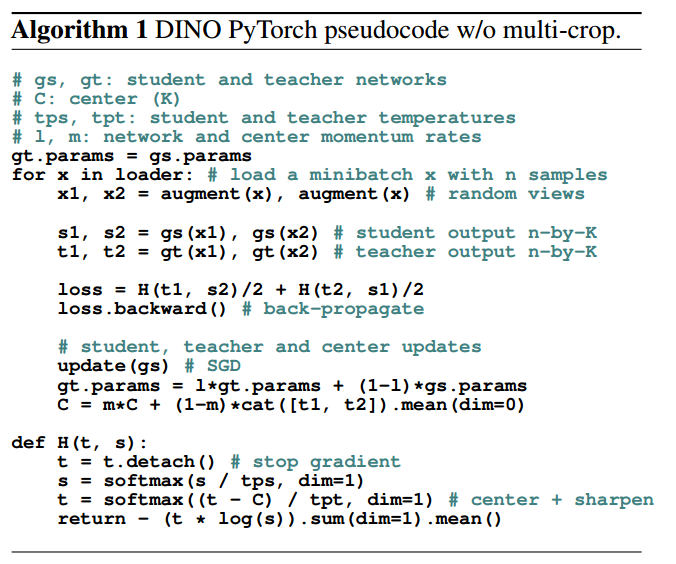 Algorithm 1 DINO PyTorch pseudocode w/o multi-crop.
# gs, gt: student and teacher networks
# C: center (K)
# tps, tpt: student and teacher temperatures
# l, m: network and center momentum rates
gt.params = gs.params
for x in loader: # load a minibatch x with n samples
    x1, x2 = augment(x), augment(x) # random views

    s1, s2 = gs(x1), gs(x2) # student output n-by-K
    t1, t2 = gt(x1), gt(x2) # teacher output n-by-K

    loss = H(t1, s2)/2 + H(t2, s1)/2
    loss.backward() # back-propagate

    # student, teacher and center updates
    update(gs) # SGD
    gt.params = l*gt.params + (1-l)*gs.params
    C = m*C + (1-m)*cat([t1, t2]).mean(dim=0)

def H(t, s):
    t = t.detach() # stop gradient
    s = softmax(s / tps, dim=1)
    t = softmax((t - C) / tpt, dim=1) # center + sharpen
    return - (t * log(s)).sum(dim=1).mean()